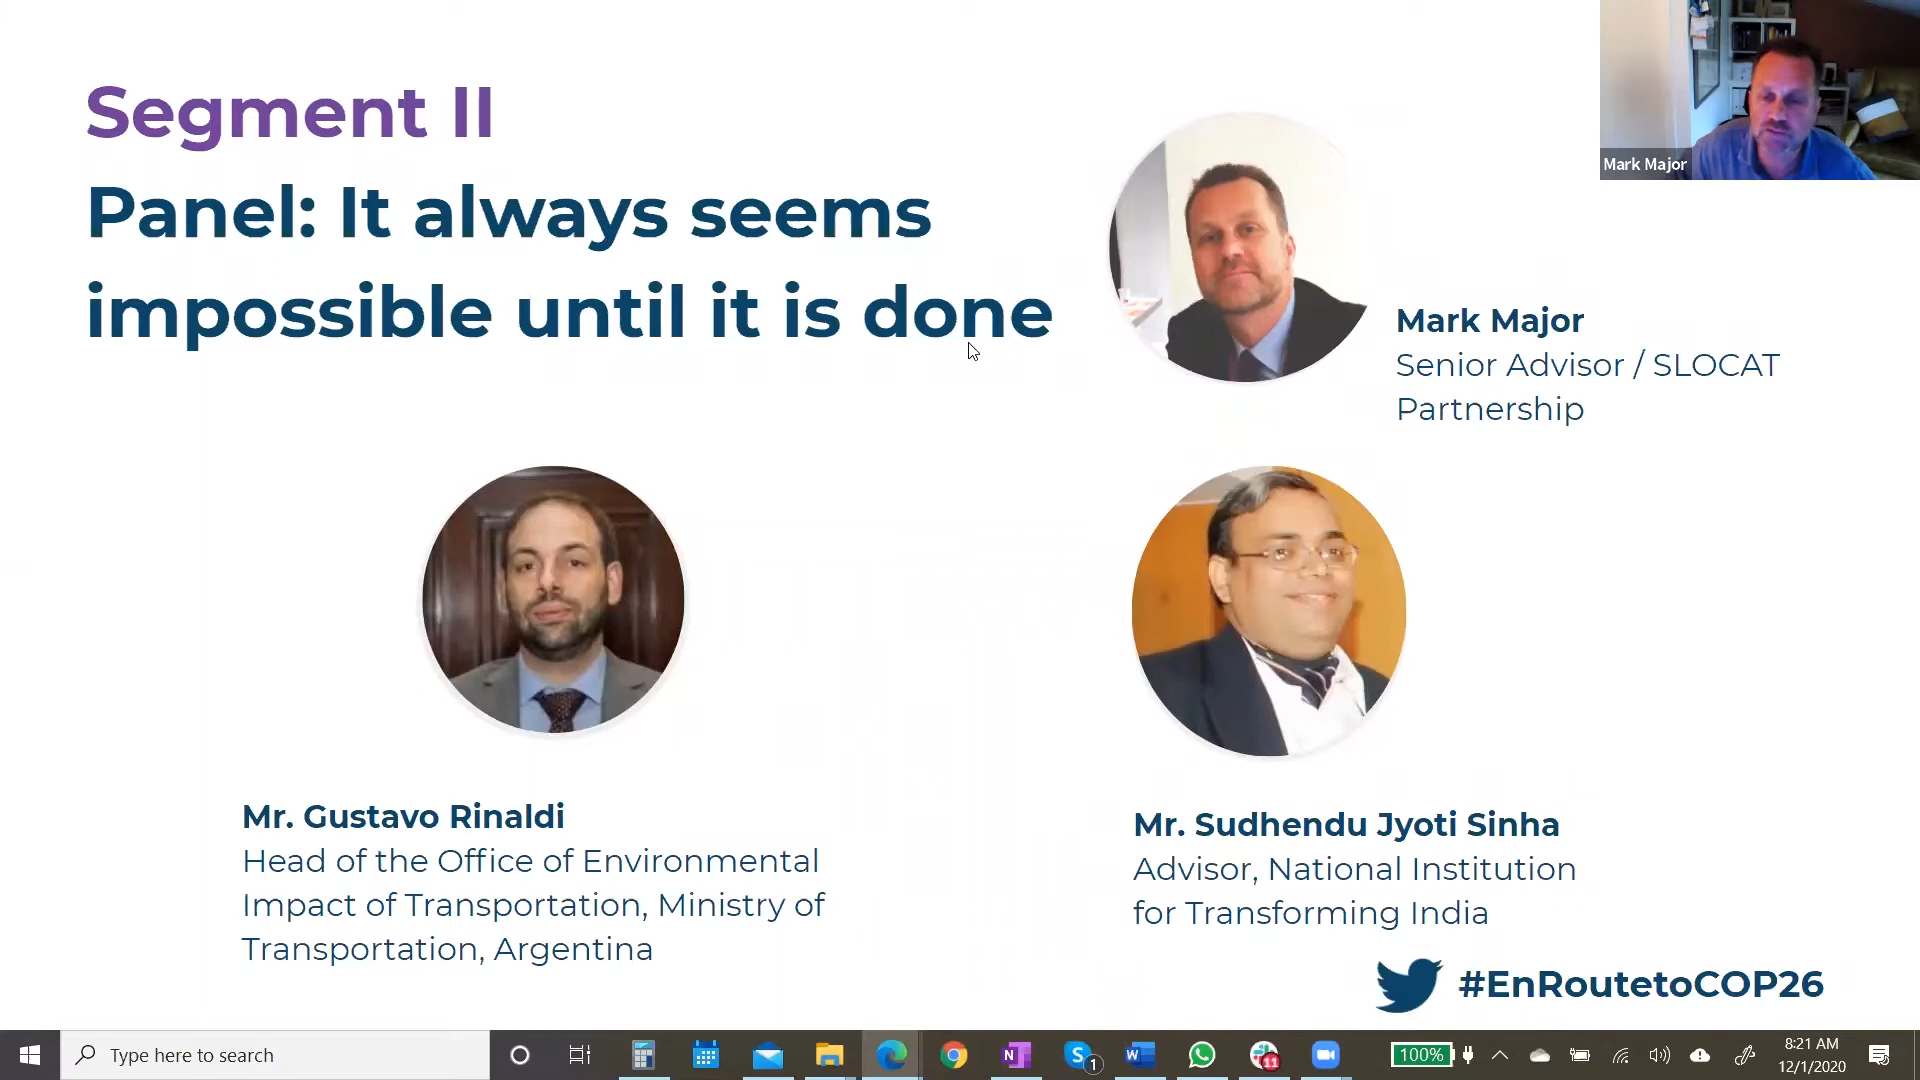 Segment II
Panel: It always seems
impossible until it is done
Mark Major
Mark Major
Senior Advisor / SLOCAT
Partnership
Mr. Gustavo Rinaldi
Head of the Office of Environmental
Impact of Transportation, Ministry of
Transportation, Argentina
Mr. Sudhendu Jyoti Sinha
Advisor, National Institution
for Transforming India
#EnRoutetoCOP26
Type here to search
N
S
1
W
11
100%
8:21 AM
12/1/2020